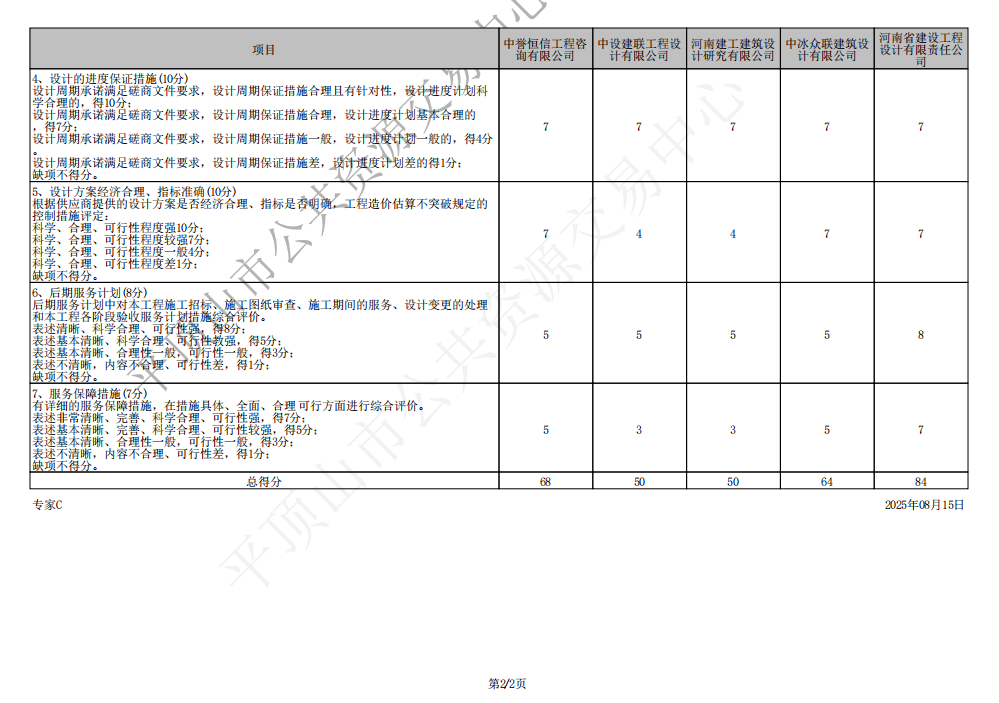 项目
中誉恒信工程咨
询有限公司
中设建联工程设
计有限公司
河南建工建筑设
计研究有限公司
中冰众联建筑设
计有限公司
河南省建设工程
设计有限责任公
司
4、设计的进度保证措施(10分)
设计周期承诺满足磋商文件要求，设计周期保证措施合理且有针对性，设计进度计划科
学合理的，得10分；
设计周期承诺满足磋商文件要求，设计周期保证措施合理，设计进度计划基本合理的
，得7分；
设计周期承诺满足磋商文件要求，设计周期保证措施一般，设计进度计划一般的，得4分
。
设计周期承诺满足磋商文件要求，设计周期保证措施差，设计进度计划差的得1分；
缺项不得分。
7 7 7 7 7
5、设计方案经济合理、指标准确(10分)
根据供应商提供的设计方案是否经济合理、指标是否明确，工程造价估算不突破规定的
控制措施评定：
科学、合理、可行性程度强10分；
科学、合理、可行性程度较强7分；
科学、合理、可行性程度一般4分；
科学、合理、可行性程度差1分；
缺项不得分。
7 4 4 7 7
6、后期服务计划(8分)
后期服务计划中对本工程施工招标、施工图纸审查、施工期间的服务、设计变更的处理
和本工程各阶段验收服务计划措施综合评价。
表述清晰、科学合理、可行性强，得8分；
表述基本清晰、科学合理、可行性教强，得5分；
表述基本清晰、合理性一般，可行性一般，得3分；
表述不清晰，内容不合理、可行性差，得1分；
缺项不得分。
5 5 5 5 8
7、服务保障措施(7分)
有详细的服务保障措施，在措施具体、全面、合理可行方面进行综合评价。
表述非常清晰、完善、科学合理、可行性强，得7分；
表述基本清晰、完善、科学合理、可行性较强，得5分；
表述基本清晰、合理性一般，可行性一般，得3分；
表述不清晰，内容不合理、可行性差，得1分；
缺项不得分。
5 3 3 5 7
总得分 68 50 50 64 84
专家C 2025年08月15日
平顶山市公共资源交易中心
平顶山市公共资源交易中心
第2/2页